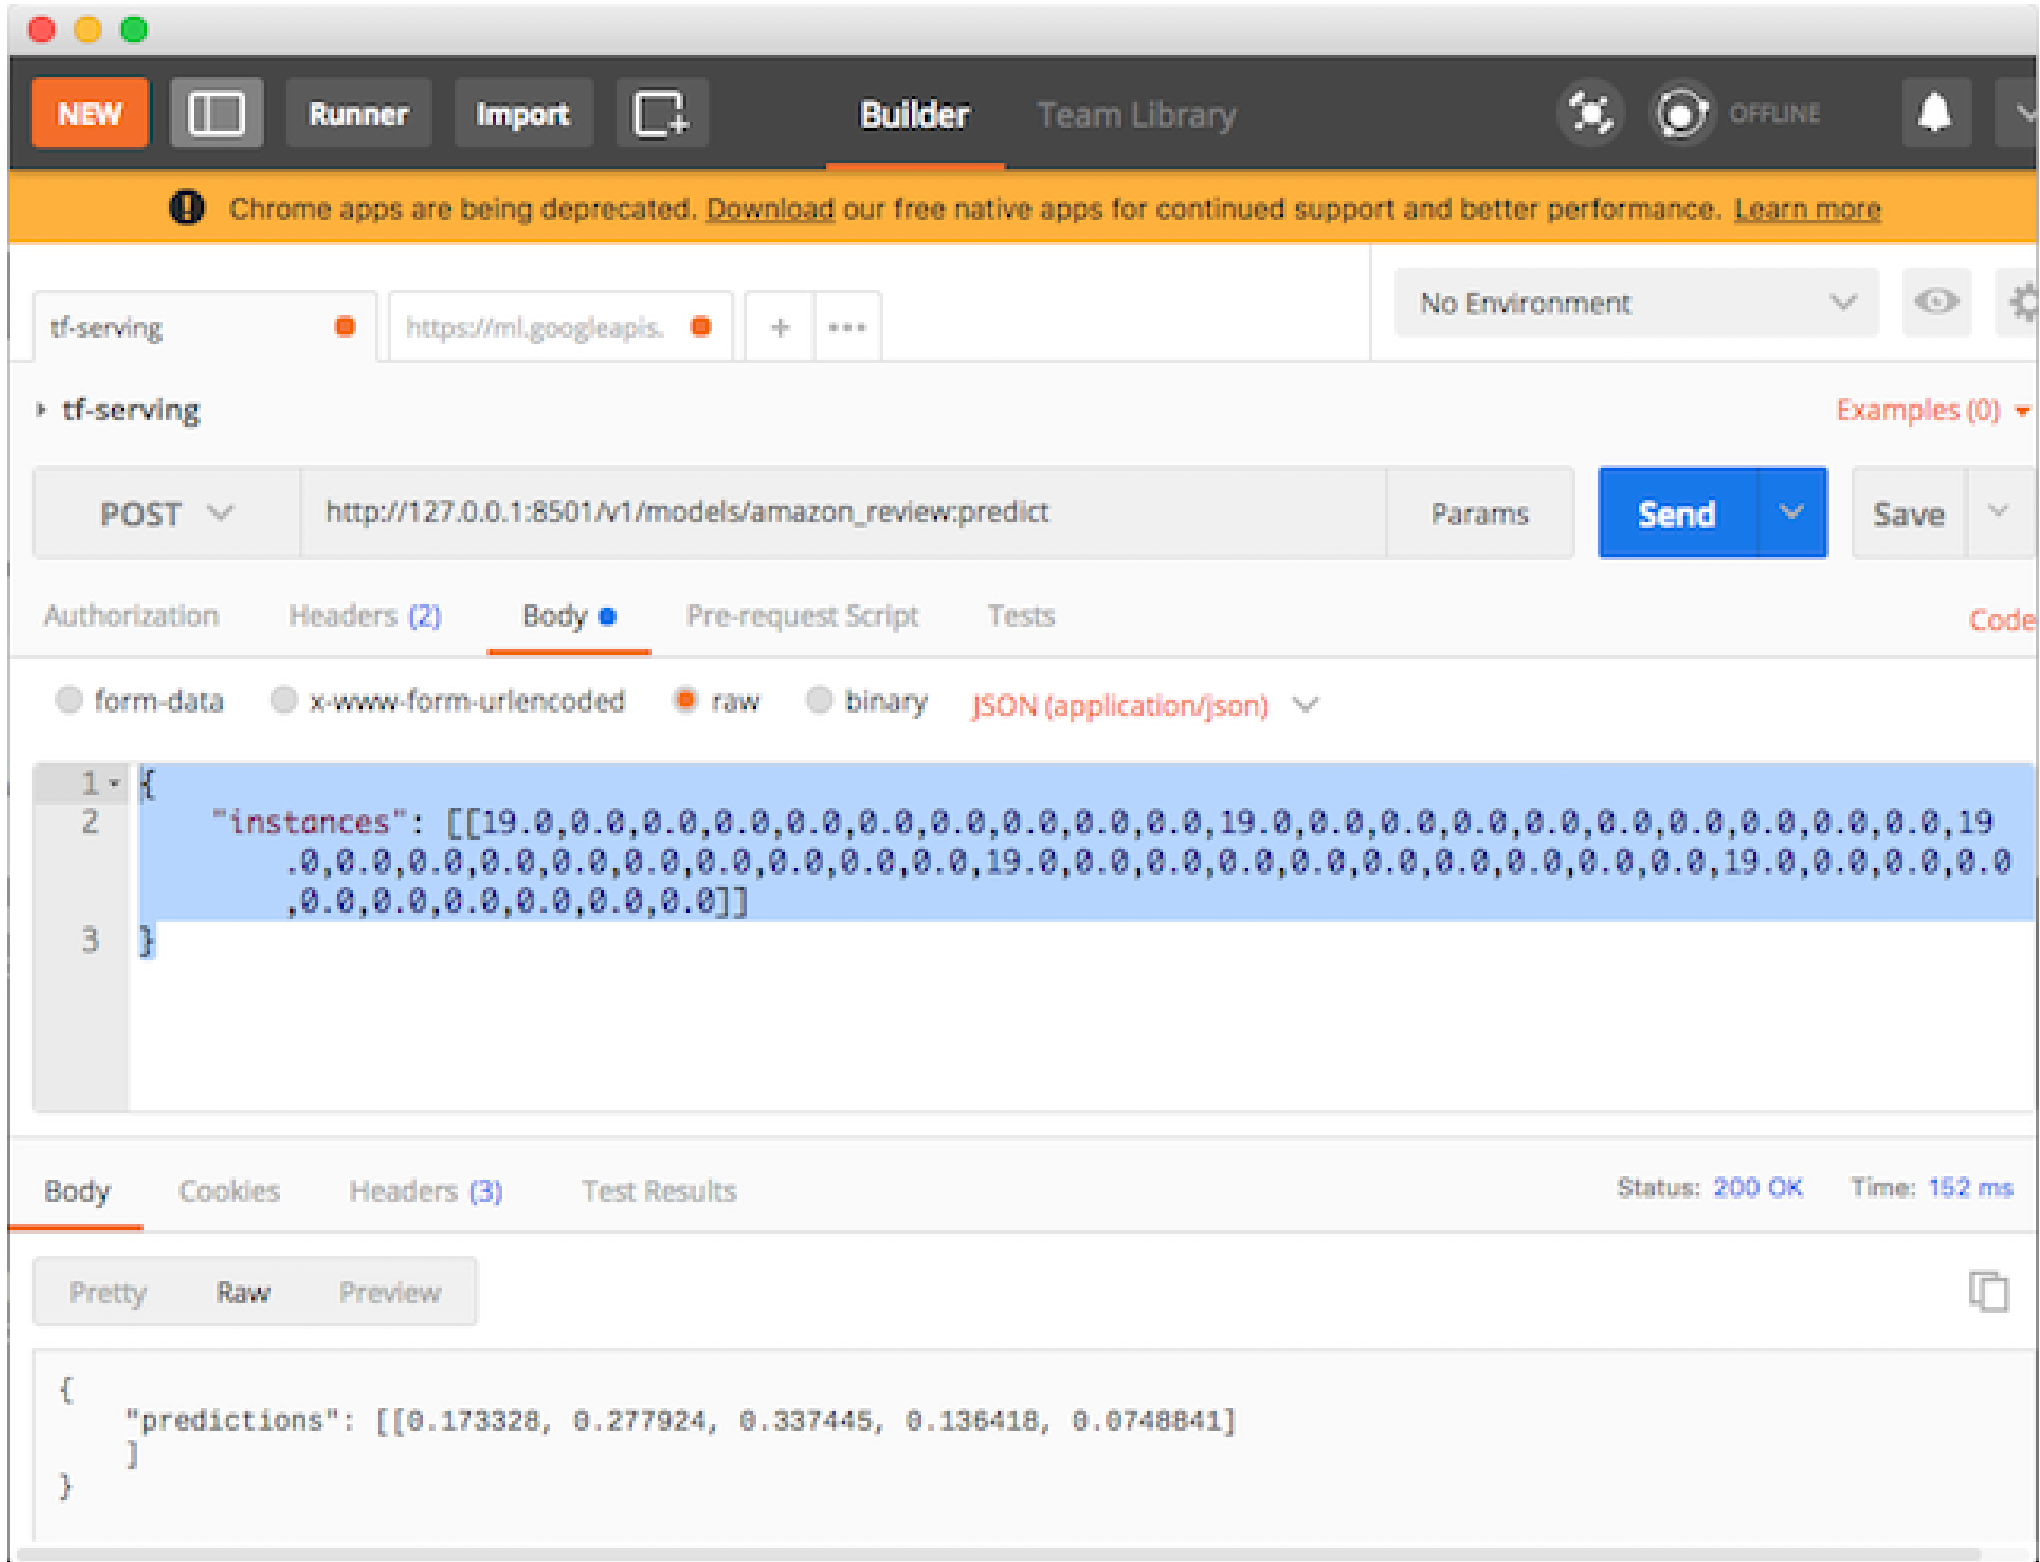 NEW Runner Import Builder Team Library OFFLINE
Chrome apps are being deprecated. Download our free native apps for continued support and better performance. Learn more
tf-serving https://ml.googleapis. + ••• No Environment
tf-serving Examples (0)
POST http://127.0.0.1:8501/v1/models/amazon_review:predict Params Send Save
Authorization Headers (2) Body Pre-request Script Tests Code
form-data x-www-form-urlencoded raw binary JSON (application/json)
1 {
2 "instances": [[19.0,0.0,0.0,0.0,0.0,0.0,0.0,0.0,0.0,0.0,19.0,0.0,0.0,0.0,0.0,0.0,0.0,0.0,0.0,0.0,19
.0,0.0,0.0,0.0,0.0,0.0,0.0,0.0,0.0,0.0,19.0,0.0,0.0,0.0,0.0,0.0,0.0,0.0,0.0,0.0,19.0,0.0,0.0,0.0
,0.0,0.0,0.0,0.0,0.0,0.0]]
3 }
Body Cookies Headers (3) Test Results Status: 200 OK Time: 152 ms
Pretty Raw Preview
{
"predictions": [[0.173328, 0.277924, 0.337445, 0.136418, 0.0748841]
]
}